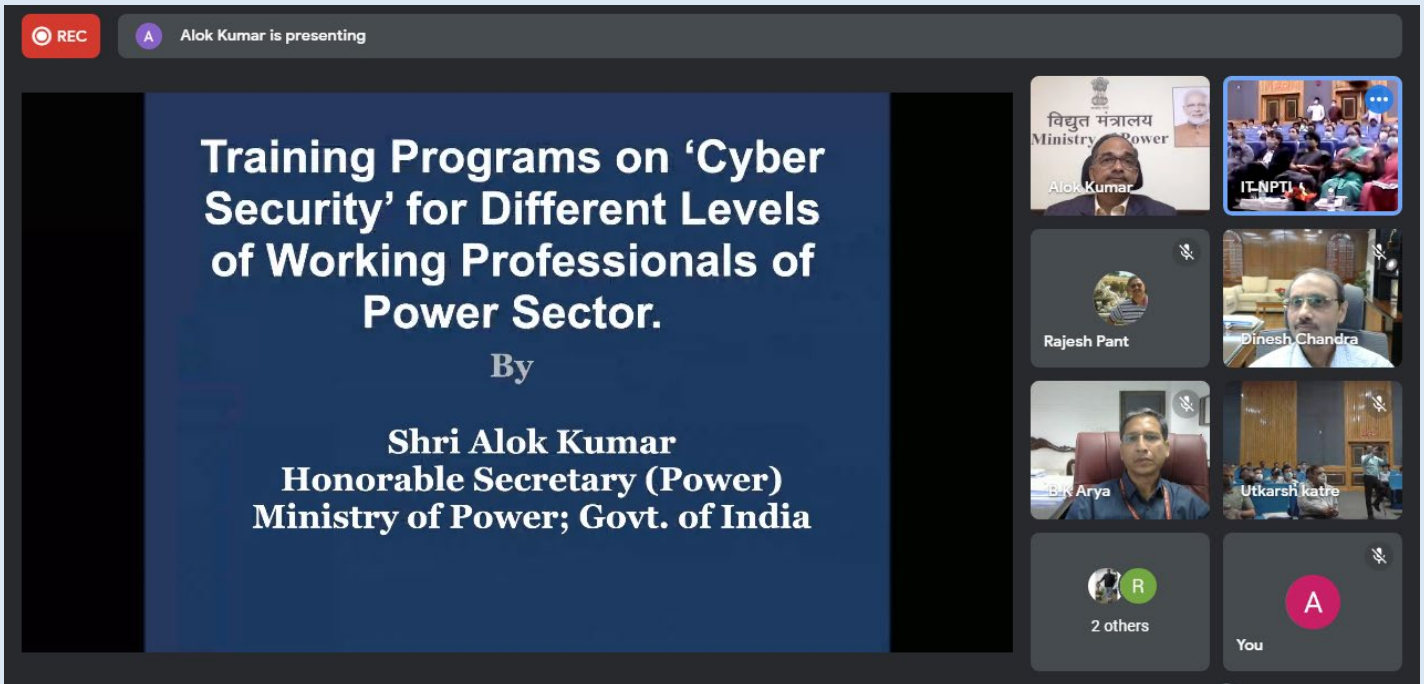 REC
A
Alok Kumar is presenting
Training Programs on ‘Cyber
Security’ for Different Levels
of Working Professionals of
Power Sector.
By
Shri Alok Kumar
Honorable Secretary (Power)
Ministry of Power; Govt. of India
विद्युत मंत्रालय
Ministry Power
Alok Kumar
IT-NPTI
Rajesh Pant
Dinesh Chandra
B K Arya
Utkarsh katre
R
2 others
A
You